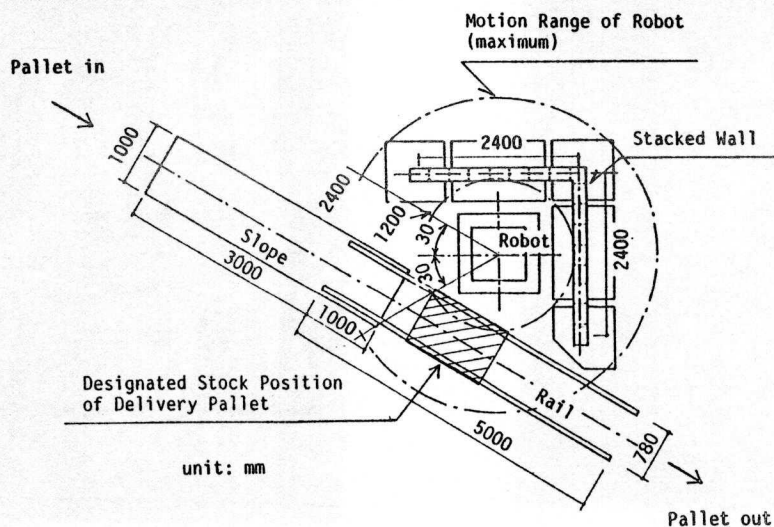 Motion Range of Robot
(maximum)
Pallet in
2400
Stacked Wall
1000
2400
1200
30
Robot
Slope
30
2400
3000
1000
Designated Stock Position
of Delivery Pallet
Rail
5000
780
unit: mm
Pallet out